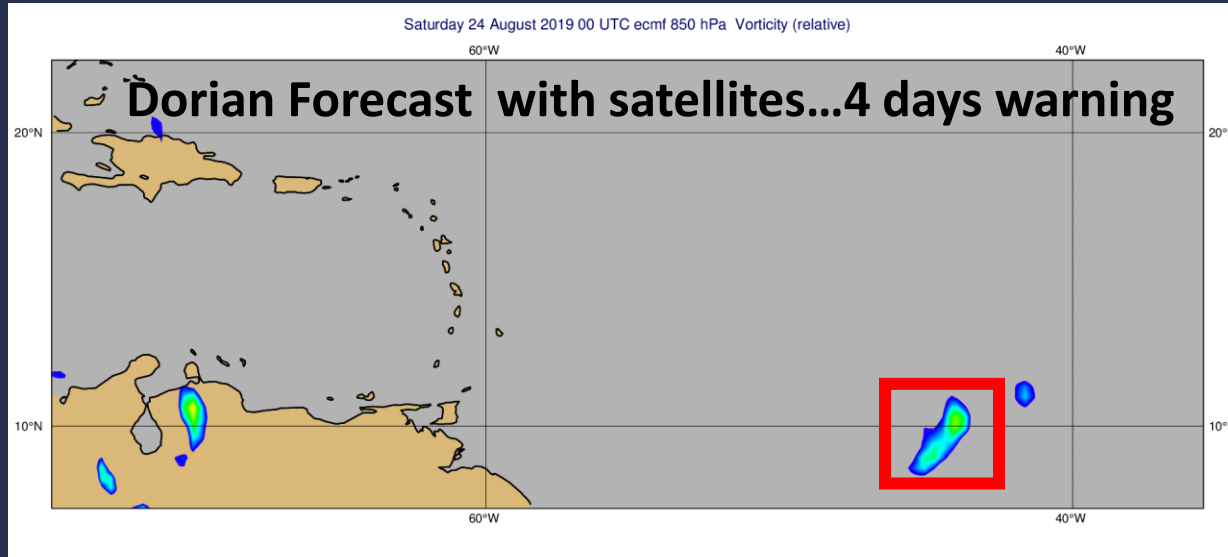 Saturday 24 August 2019 00 UTC ecmf 850 hPa Vorticity (relative)
60°W 40°W
Dorian Forecast with satellites...4 days warning
20°N 20°
10°N 10°
60°W 40°W